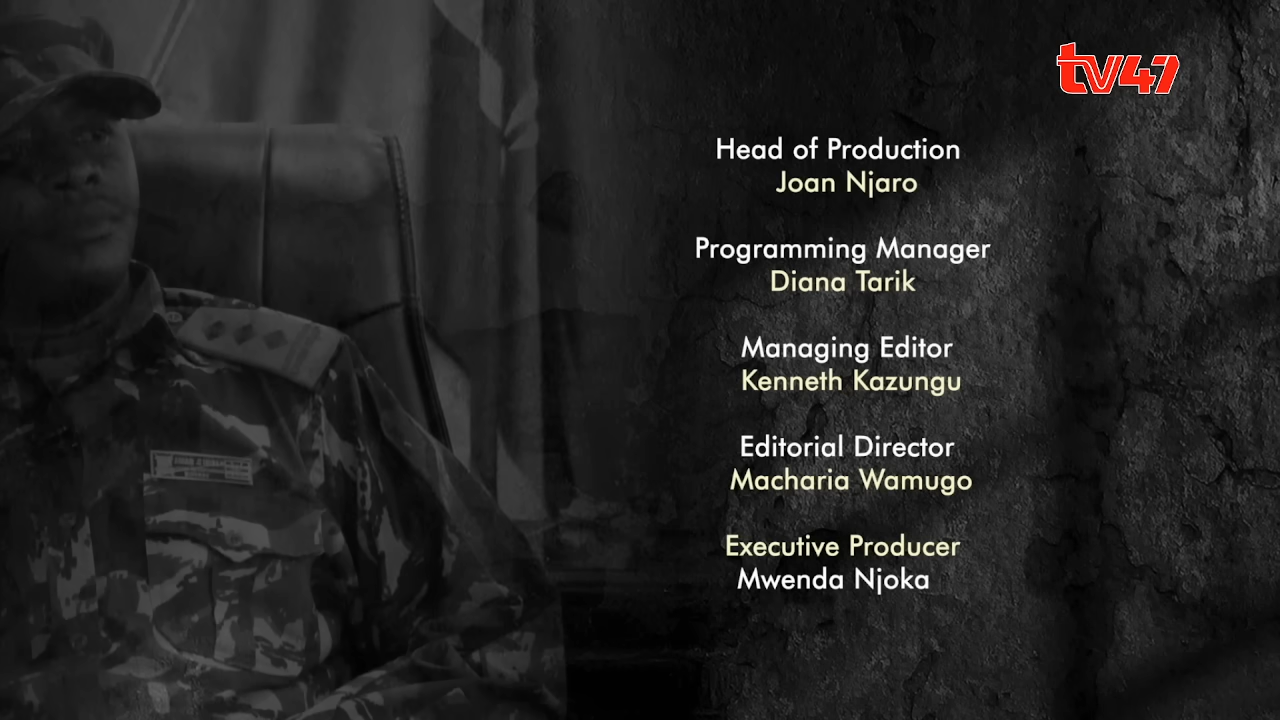 tv47
Head of Production
Joan Njaro
Programming Manager
Diana Tarik
Managing Editor
Kenneth Kazungu
Editorial Director
Macharia Wamugo
Executive Producer
Mwenda Njoka